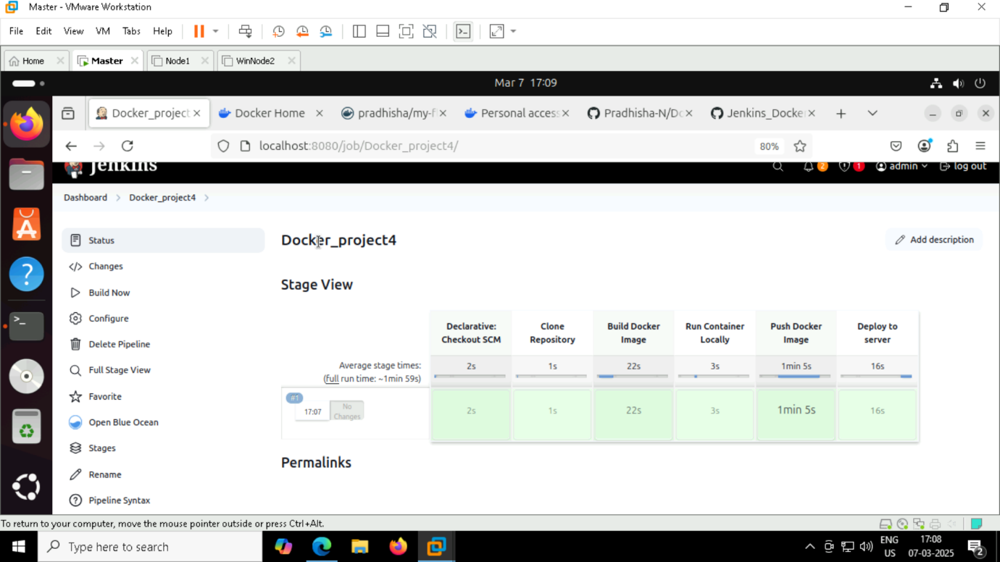 Master - VMware Workstation
File Edit View VM Tabs Help
Home Master Node1 WinNode2
Mar 7 17:09
Docker_project Docker Home pradhisha/my-f Personal access Pradhisha-N/Do Jenkins_Docke
localhost:8080/job/Docker_project4/ 80%
Jenkins 2 1 admin log out
Dashboard Docker_project4
Status
Changes
Build Now
Configure
Delete Pipeline
Full Stage View
Favorite
Open Blue Ocean
Stages
Rename
Pipeline Syntax
Docker_project4
Add description
Stage View
Declarative: Checkout SCM
Clone Repository
Build Docker Image
Run Container Locally
Push Docker Image
Deploy to server
Average stage times:
(full run time: ~1min 59s)
2s 1s 22s 3s 1min 5s 16s
#1
17:07
No Changes
2s 1s 22s 3s 1min 5s 16s
Permalinks
To return to your computer, move the mouse pointer outside or press Ctrl+Alt.
Type here to search
ENG
US
17:08
07-03-2025
2